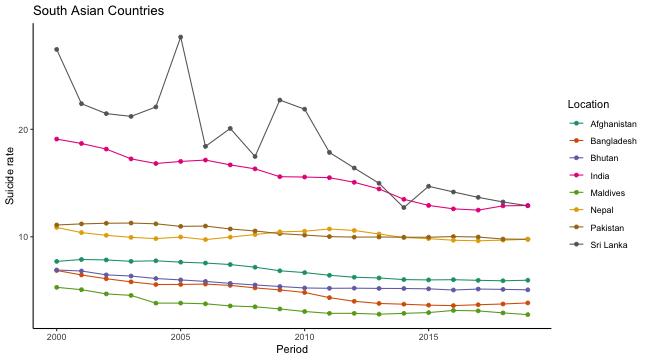 South Asian Countries
Suicide rate
20
10
2000
2005
2010
2015
Period
Location
Afghanistan
Bangladesh
Bhutan
India
Maldives
Nepal
Pakistan
Sri Lanka